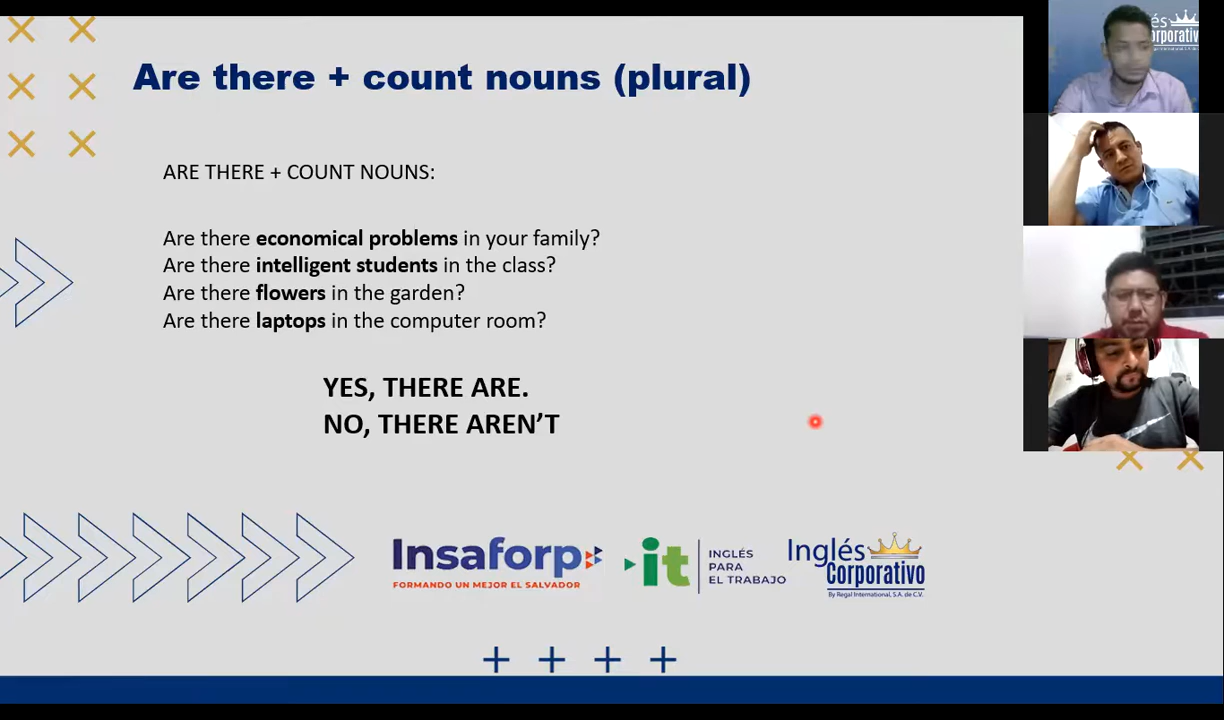 Are there + count nouns (plural)
ARE THERE + COUNT NOUNS:
Are there economical problems in your family?
Are there intelligent students in the class?
Are there flowers in the garden?
Are there laptops in the computer room?
YES, THERE ARE.
NO, THERE AREN’T
Insaforp
FORMANDO UN MEJOR EL SALVADOR
it
INGLÉS
PARA
EL TRABAJO
Inglés
Corporativo
By Regal International, S.A. de C.V.